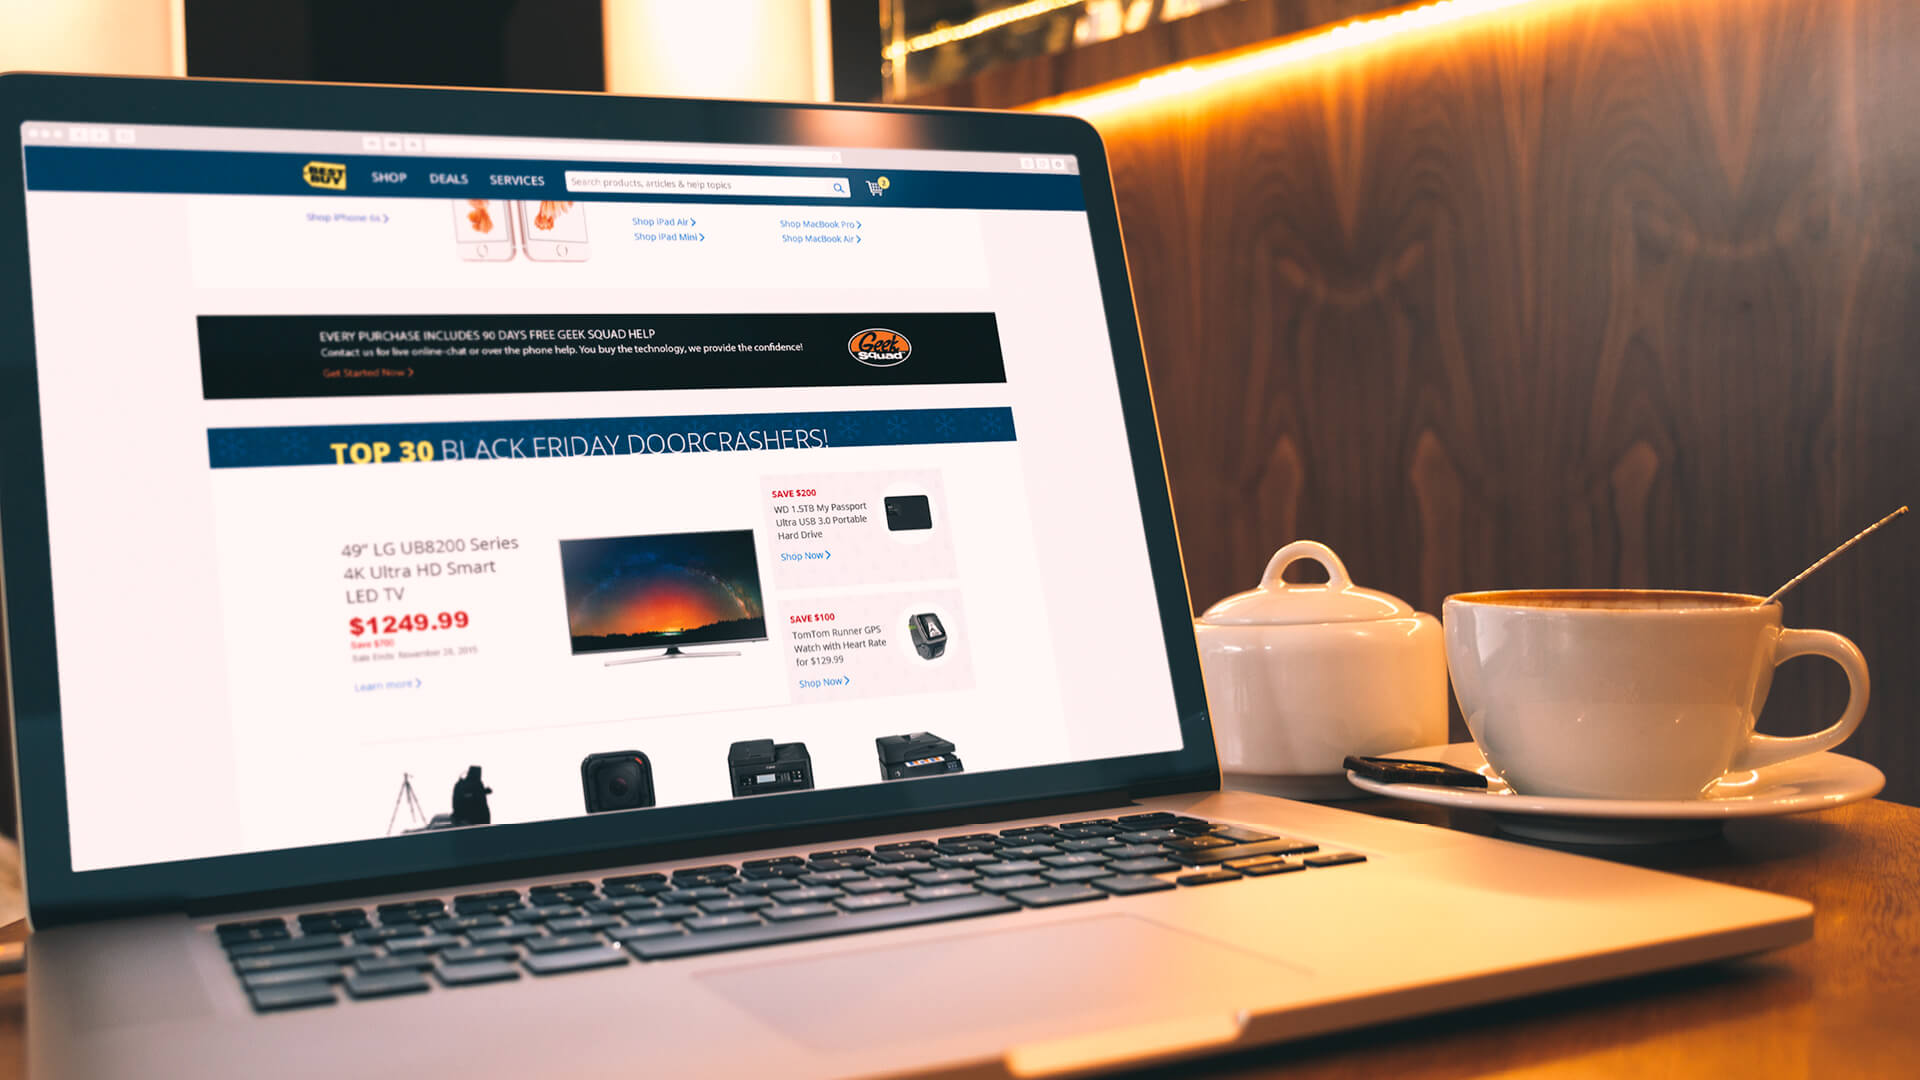 BEST BUY
SHOP DEALS SERVICES
Search products, articles & help topics
2
Shop iPhone 6s
Shop iPad Air
Shop iPad Mini
Shop MacBook Pro
Shop MacBook Air
EVERY PURCHASE INCLUDES 90 DAYS FREE GEEK SQUAD HELP
Contact us for live online-chat or over the phone help. You buy the technology, we provide the confidence!
Get Started Now
Geek
Squad
TOP 30 BLACK FRIDAY DOORCRASHERS!
49" LG UB8200 Series
4K Ultra HD Smart
LED TV
$1249.99
Save $700
Sale Ends: November 28, 2015
Learn more
SAVE $200
WD 1.5TB My Passport
Ultra USB 3.0 Portable
Hard Drive
Shop Now
SAVE $100
TomTom Runner GPS
Watch with Heart Rate
for $129.99
Shop Now